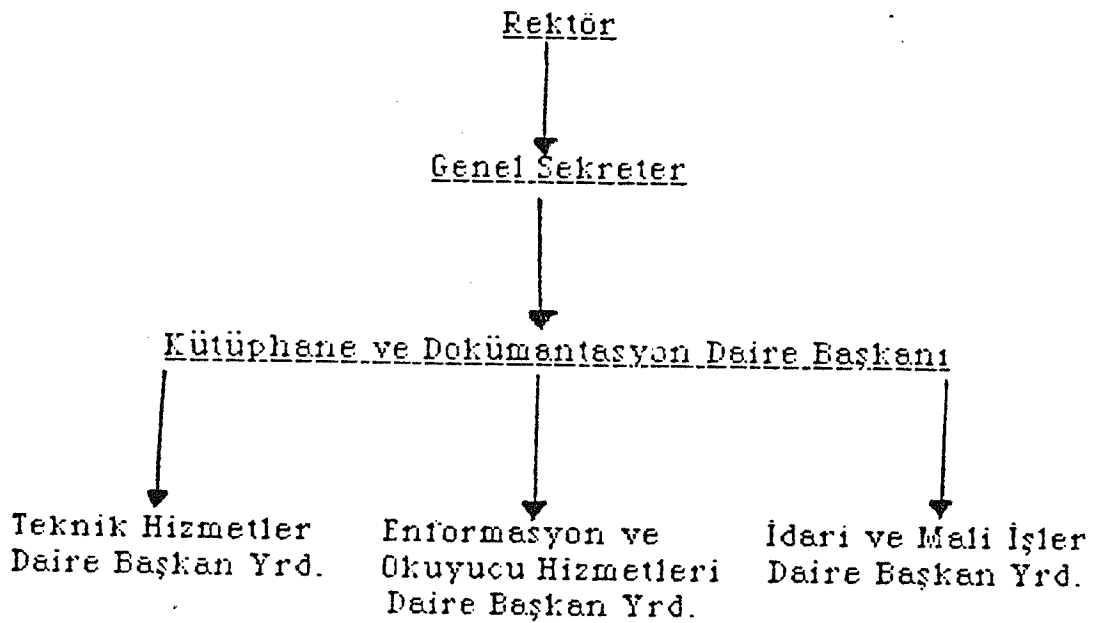 Rektör
Genel Sekreter
Kütüphane ve Dokümantasyon Daire Başkanı
Teknik Hizmetler
Daire Başkan Yrd.
Enformasyon ve
Okuyucu Hizmetleri
Daire Başkan Yrd.
İdari ve Mali İşler
Daire Başkan Yrd.